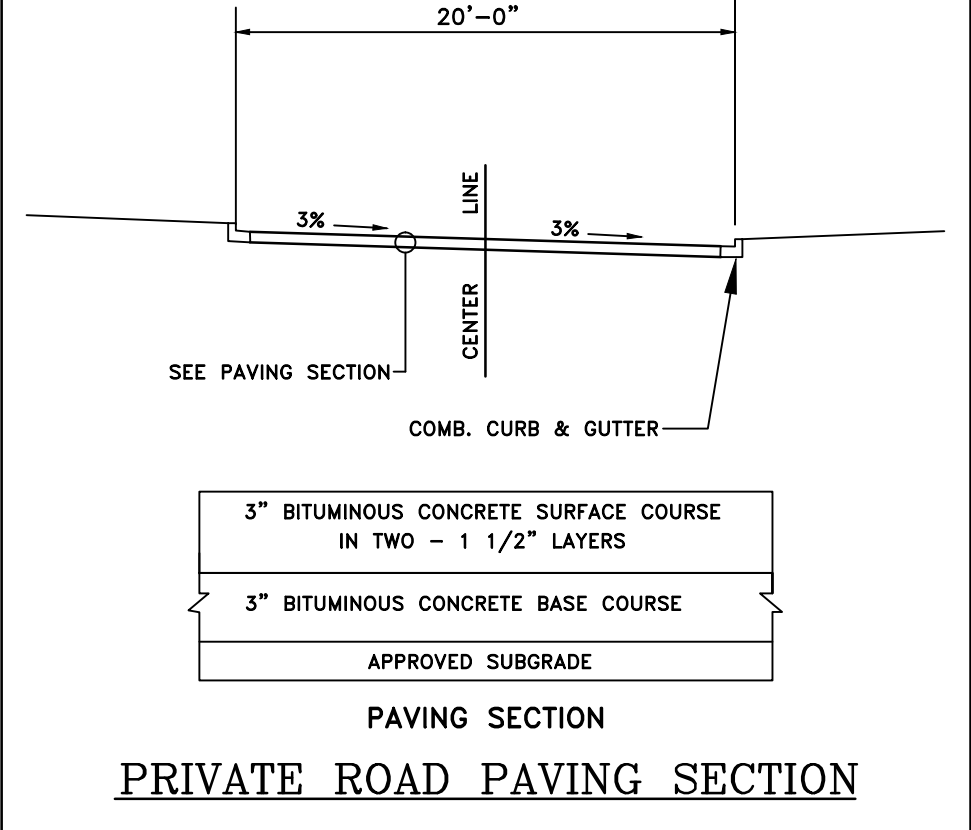 20'-0"
3%
3%
CENTER LINE
SEE PAVING SECTION
COMB. CURB & GUTTER
3" BITUMINOUS CONCRETE SURFACE COURSE
IN TWO - 1 1/2" LAYERS
3" BITUMINOUS CONCRETE BASE COURSE
APPROVED SUBGRADE
PAVING SECTION
PRIVATE ROAD PAVING SECTION